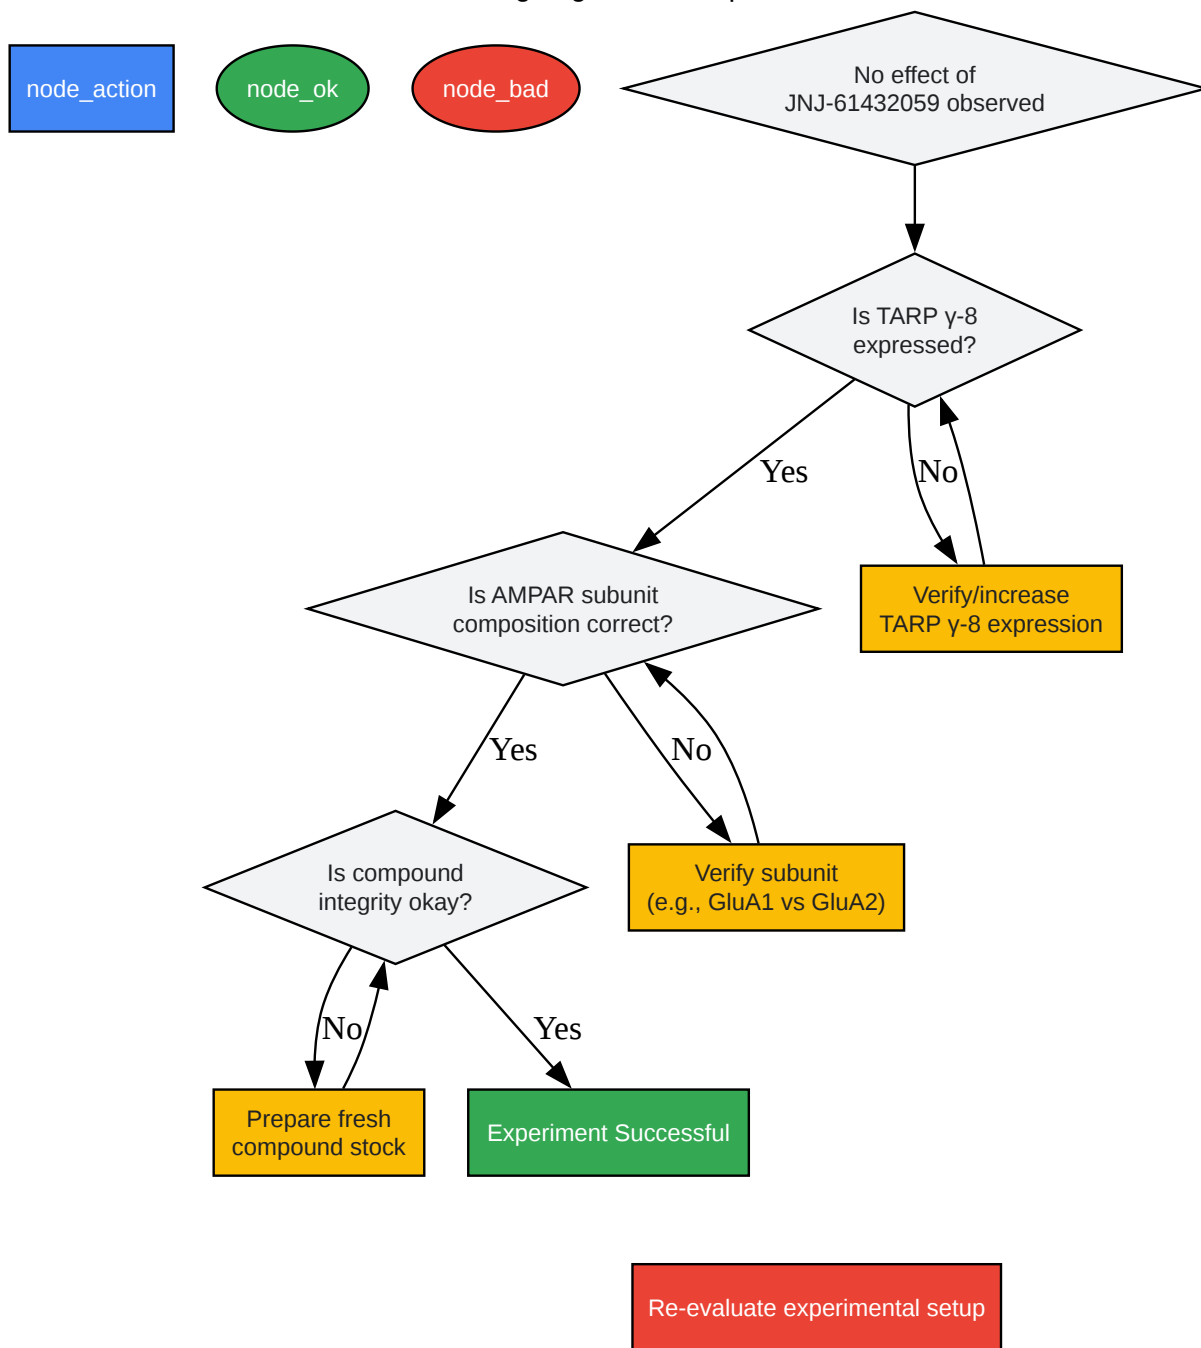 node_action
node_ok
node_bad
No effect of
JNJ-61432059 observed
Is TARP γ-8
expressed?
Yes
No
Verify/increase
TARP γ-8 expression
Is AMPAR subunit
composition correct?
Yes
No
Verify subunit
(e.g., GluA1 vs GluA2)
Is compound
integrity okay?
No
Yes
Prepare fresh
compound stock
Experiment Successful
Re-evaluate experimental setup